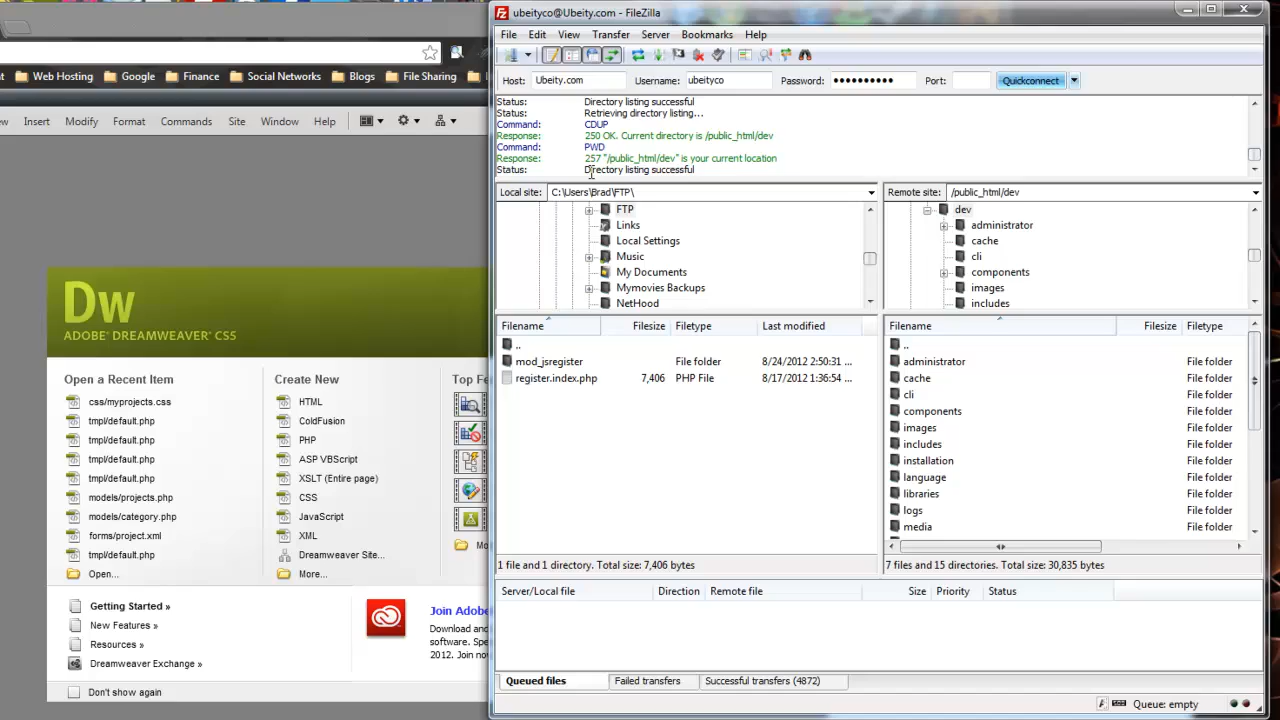 ubeityco@Ubeity.com - FileZilla
File Edit View Transfer Server Bookmarks Help
Web Hosting Google Finance Social Networks Blogs File Sharing
Host: Ubeity.com Username: ubeityco Password: ●●●●●●●●●● Port: Quickconnect
Insert Modify Format Commands Site Window Help
Status: Directory listing successful
Status: Retrieving directory listing...
Command: CDUP
Response: 250 OK. Current directory is /public_html/dev
Command: PWD
Response: 257 "/public_html/dev" is your current location
Status: Directory listing successful
Local site: C:\Users\Brad\FTP\
FTP
Links
Local Settings
Music
My Documents
Mymovies Backups
NetHood
Remote site: /public_html/dev
dev
administrator
cache
cli
components
images
includes
Filename Filesize Filetype Last modified
..
mod_jsregister File folder 8/24/2012 2:50:31 ...
register.index.php 7,406 PHP File 8/17/2012 1:36:54 ...
1 file and 1 directory. Total size: 7,406 bytes
Filename Filesize Filetype
..
administrator File folder
cache File folder
cli File folder
components File folder
images File folder
includes File folder
installation File folder
language File folder
libraries File folder
logs File folder
media File folder
7 files and 15 directories. Total size: 30,835 bytes
Server/Local file Direction Remote file Size Priority Status
Queued files Failed transfers Successful transfers (4872)
Queue: empty
Dw
ADOBE® DREAMWEAVER® CS5
Open a Recent Item
css/myprojects.css
tmpl/default.php
tmpl/default.php
tmpl/default.php
tmpl/default.php
models/projects.php
models/category.php
forms/project.xml
tmpl/default.php
Open...
Create New
HTML
ColdFusion
PHP
ASP VBScript
XSLT (Entire page)
CSS
JavaScript
XML
Dreamweaver Site...
More...
Top Fe
Mo
Getting Started »
New Features »
Resources »
Dreamweaver Exchange »
Join Adobe
Download and
software. Spe
2012. Join now
Don't show again